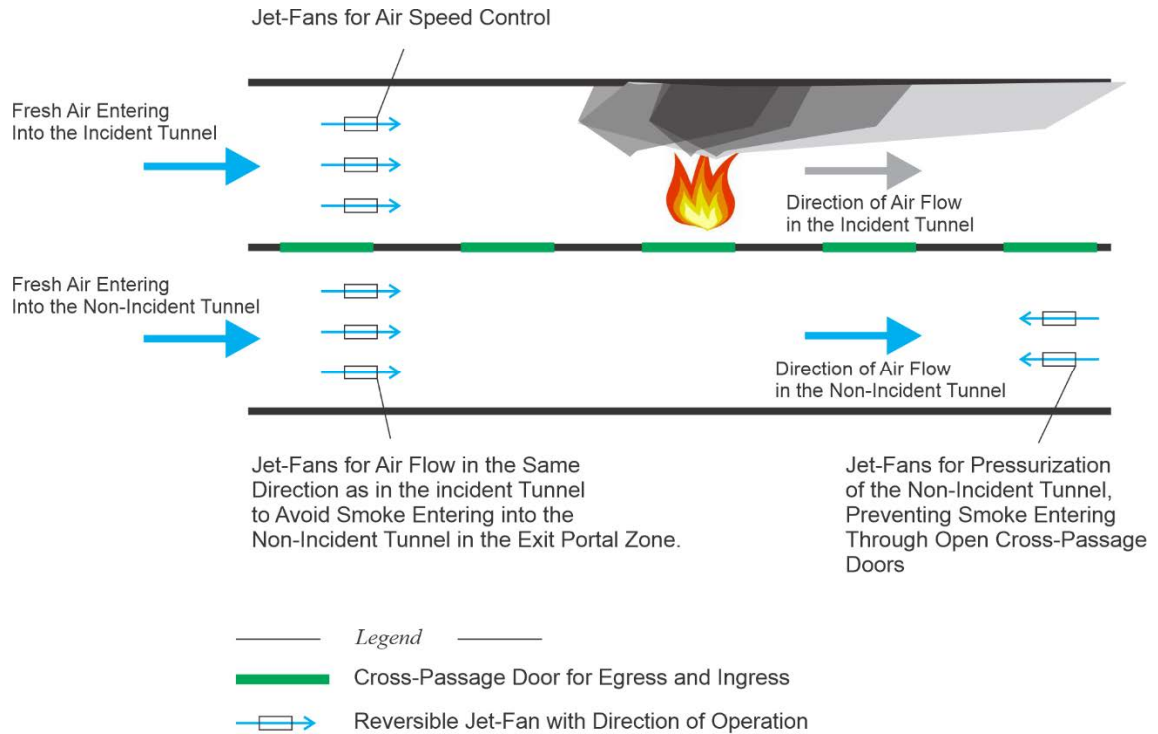 Jet-Fans for Air Speed Control
Fresh Air Entering
Into the Incident Tunnel
Direction of Air Flow
in the Incident Tunnel
Fresh Air Entering
Into the Non-Incident Tunnel
Direction of Air Flow
in the Non-Incident Tunnel
Jet-Fans for Air Flow in the Same
Direction as in the incident Tunnel
to Avoid Smoke Entering into the
Non-Incident Tunnel in the Exit Portal Zone.
Jet-Fans for Pressurization
of the Non-Incident Tunnel,
Preventing Smoke Entering
Through Open Cross-Passage
Doors
Legend
Cross-Passage Door for Egress and Ingress
Reversible Jet-Fan with Direction of Operation